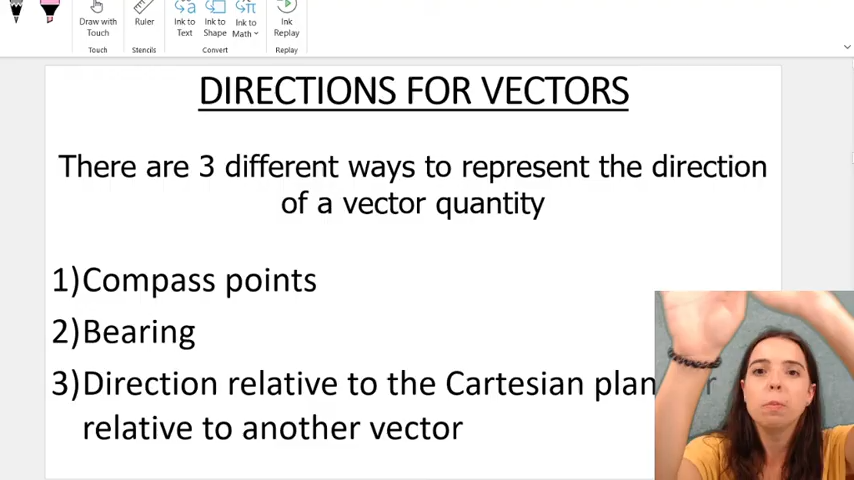 Draw with Touch
Ruler
Ink to Text
Ink to Shape
Ink to Math
Ink Replay
Touch
Stencils
Convert
Replay
DIRECTIONS FOR VECTORS
There are 3 different ways to represent the direction
of a vector quantity
1)Compass points
2)Bearing
3)Direction relative to the Cartesian plan r
relative to another vector